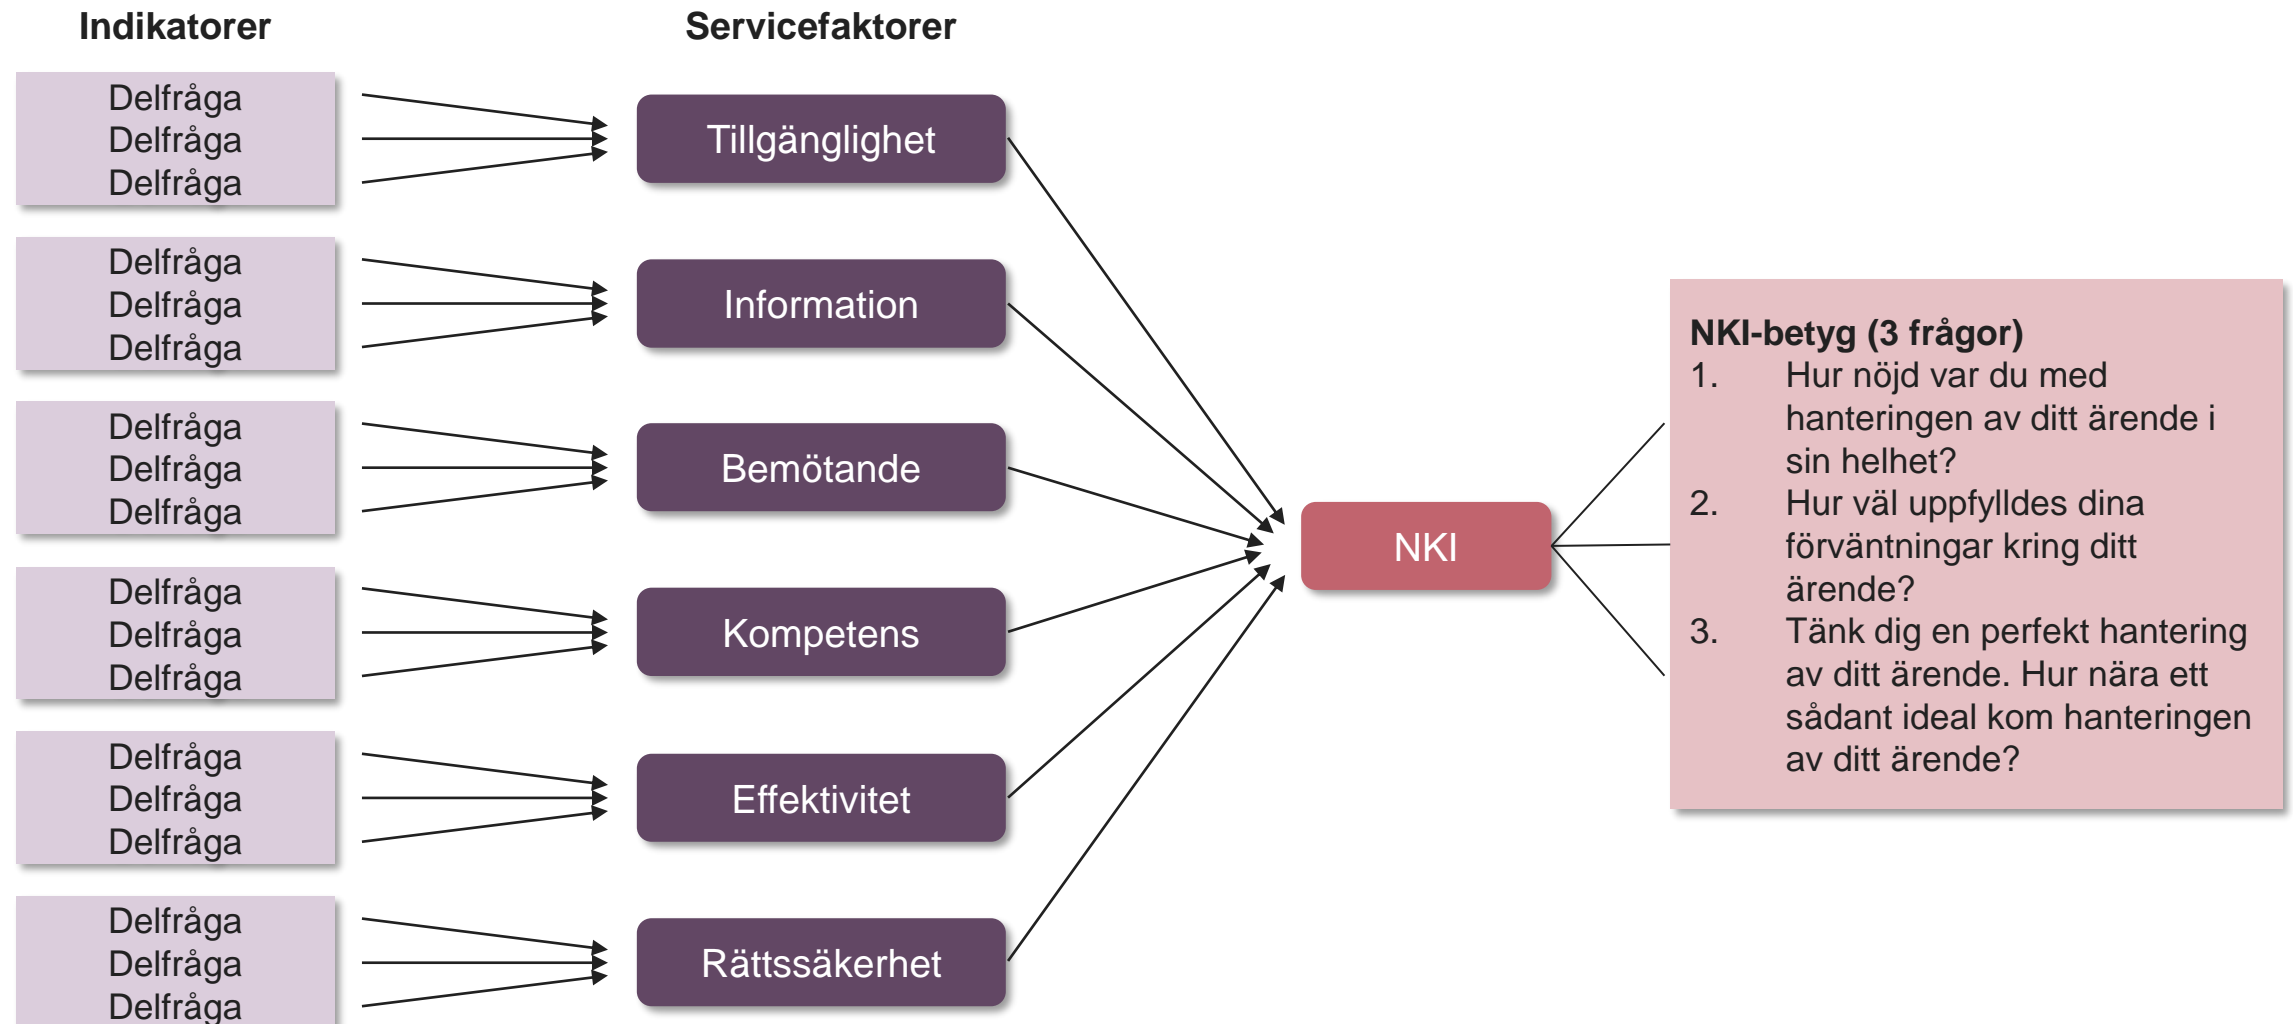 Indikatorer
Servicefaktorer
Delfråga
Delfråga
Delfråga
Tillgänglighet
Delfråga
Delfråga
Delfråga
Information
Delfråga
Delfråga
Delfråga
Bemötande
Delfråga
Delfråga
Delfråga
Kompetens
Delfråga
Delfråga
Delfråga
Effektivitet
Delfråga
Delfråga
Delfråga
Rättssäkerhet
NKI
NKI-betyg (3 frågor)
1. Hur nöjd var du med
hanteringen av ditt ärende i
sin helhet?
2. Hur väl uppfylldes dina
förväntningar kring ditt
ärende?
3. Tänk dig en perfekt hantering
av ditt ärende. Hur nära ett
sådant ideal kom hanteringen
av ditt ärende?